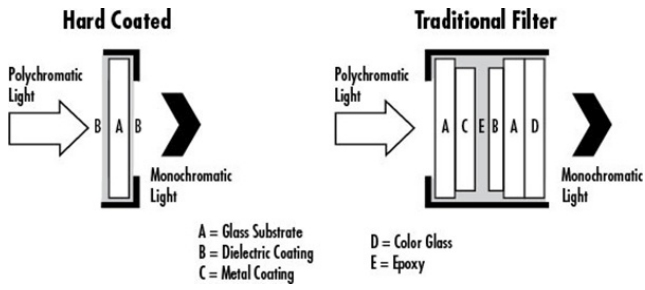 Hard Coated
Traditional Filter
Polychromatic
Light
B A B
Monochromatic
Light
Polychromatic
Light
A C E B A D
Monochromatic
Light
A = Glass Substrate
B = Dielectric Coating
C = Metal Coating
D = Color Glass
E = Epoxy